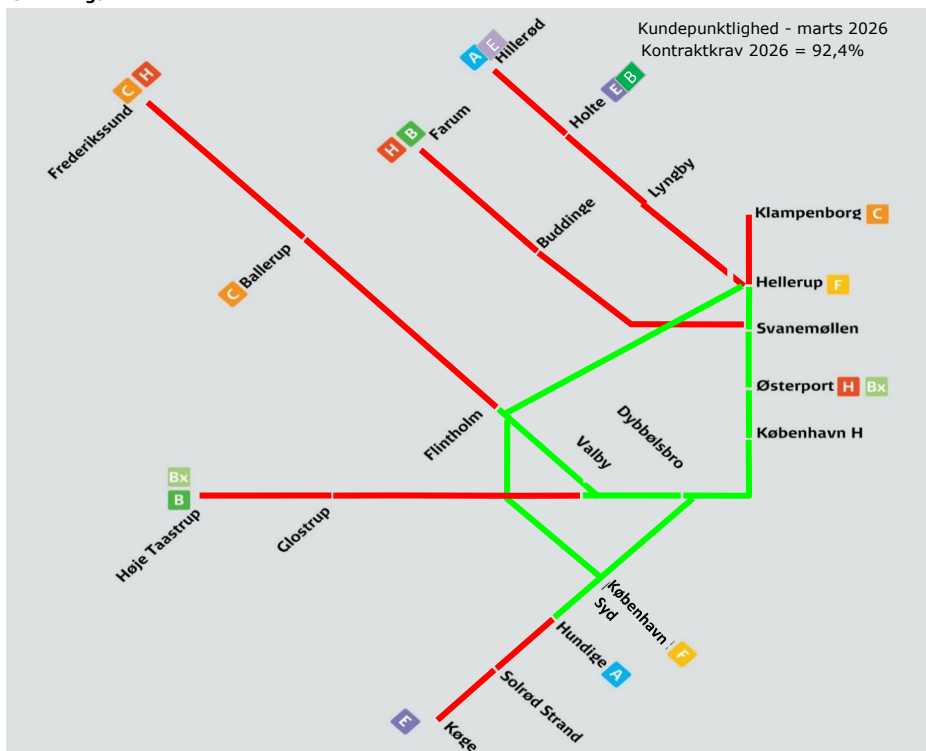 Kundepunktlighed - marts 2026
Kontraktkrav 2026 = 92,4%
A E
Hillerød
E B
Holte
C H
Frederikssund
H B
Farum
Lyngby
Buddinge
Klampenborg C
C
Ballerup
Hellerup F
Svanemøllen
Østerport H Bx
København H
Flintholm
Valby
Dybbølsbro
Bx
B
Høje Taastrup
Glostrup
København
Syd
F
Hundige A
Solrød Strand
E
Køge